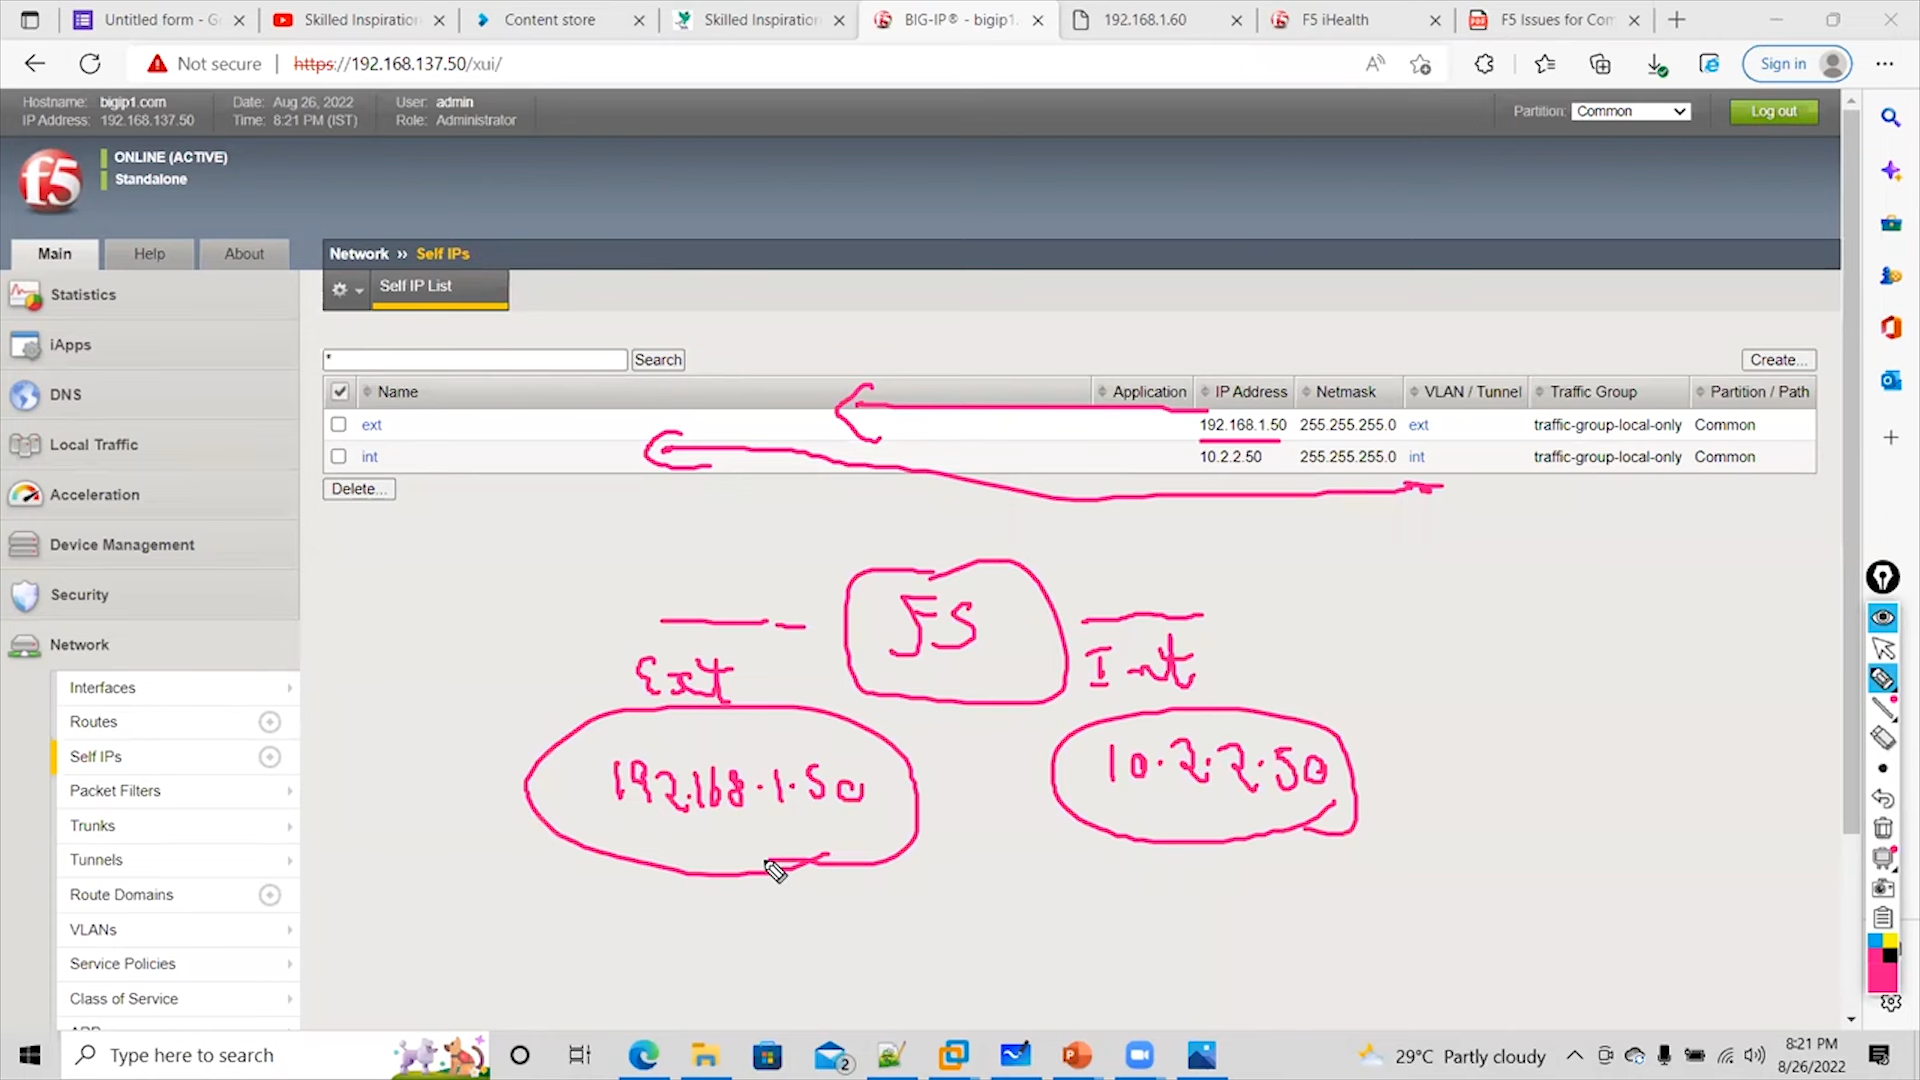 Untitled form - G
Skilled Inspiration
Content store
Skilled Inspiration
BIG-IP® - bigip1.
192.168.1.60
F5 iHealth
F5 Issues for Com
Not secure
https://192.168.137.50/xui/
Sign in
Hostname: bigip1.com
Date: Aug 26, 2022
User: admin
IP Address: 192.168.137.50
Time: 8:21 PM (IST)
Role: Administrator
Partition: Common
Log out
f5
ONLINE (ACTIVE)
Standalone
Main
Help
About
Network » Self IPs
Self IP List
Statistics
iApps
DNS
Local Traffic
Acceleration
Device Management
Security
Network
Interfaces
Routes
Self IPs
Packet Filters
Trunks
Tunnels
Route Domains
VLANs
Service Policies
Class of Service
*
Search
Create...
Name Application IP Address Netmask VLAN / Tunnel Traffic Group Partition / Path
ext 192.168.1.50 255.255.255.0 ext traffic-group-local-only Common
int 10.2.2.50 255.255.255.0 int traffic-group-local-only Common
Delete...
F5
Ext
Int
192.168.1.50
10.2.2.50
Type here to search
2
29°C Partly cloudy
8:21 PM
8/26/2022